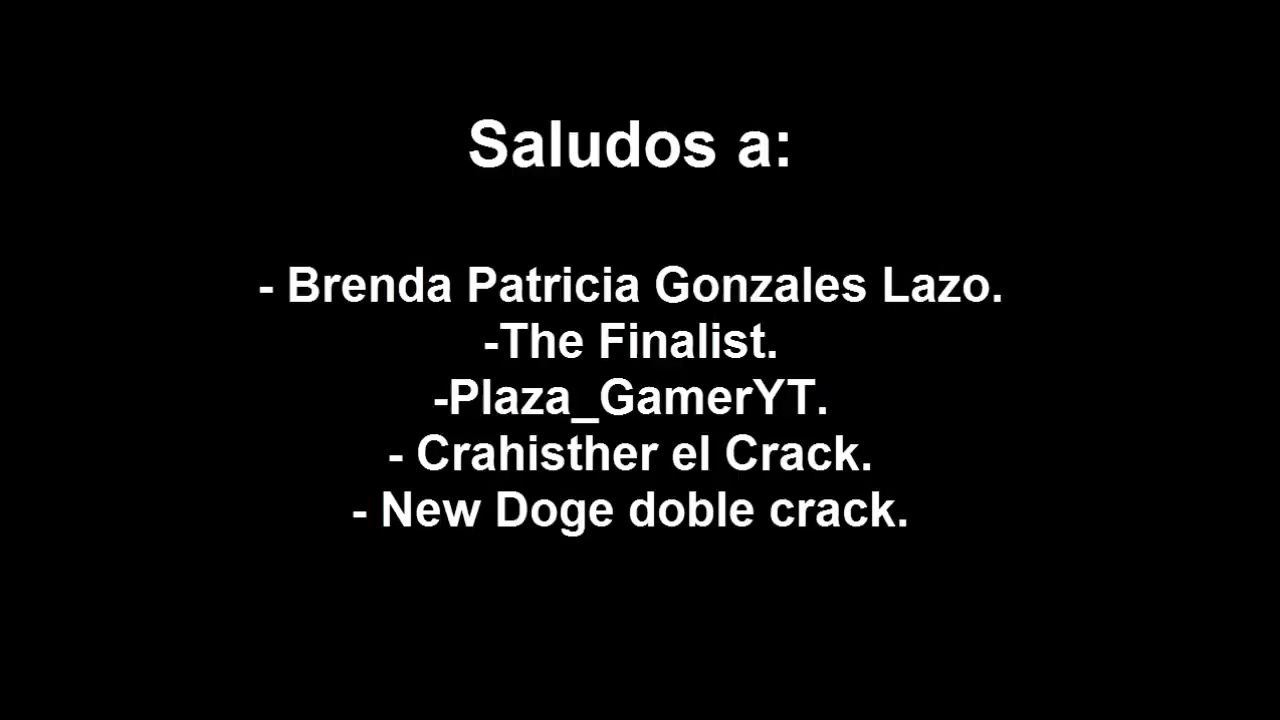 Saludos a:
- Brenda Patricia Gonzales Lazo.
-The Finalist.
-Plaza_GamerYT.
- Crahisther el Crack.
- New Doge doble crack.